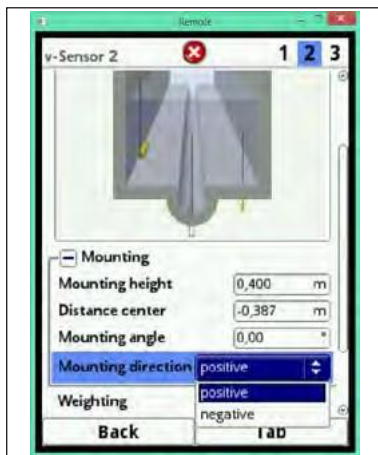 Remote
v-Sensor 2 1 2 3
Mounting
Mounting height 0,400 m
Distance center -0,387 m
Mounting angle 0,00 °
Mounting direction positive
positive
Weighting negative
Back Tab